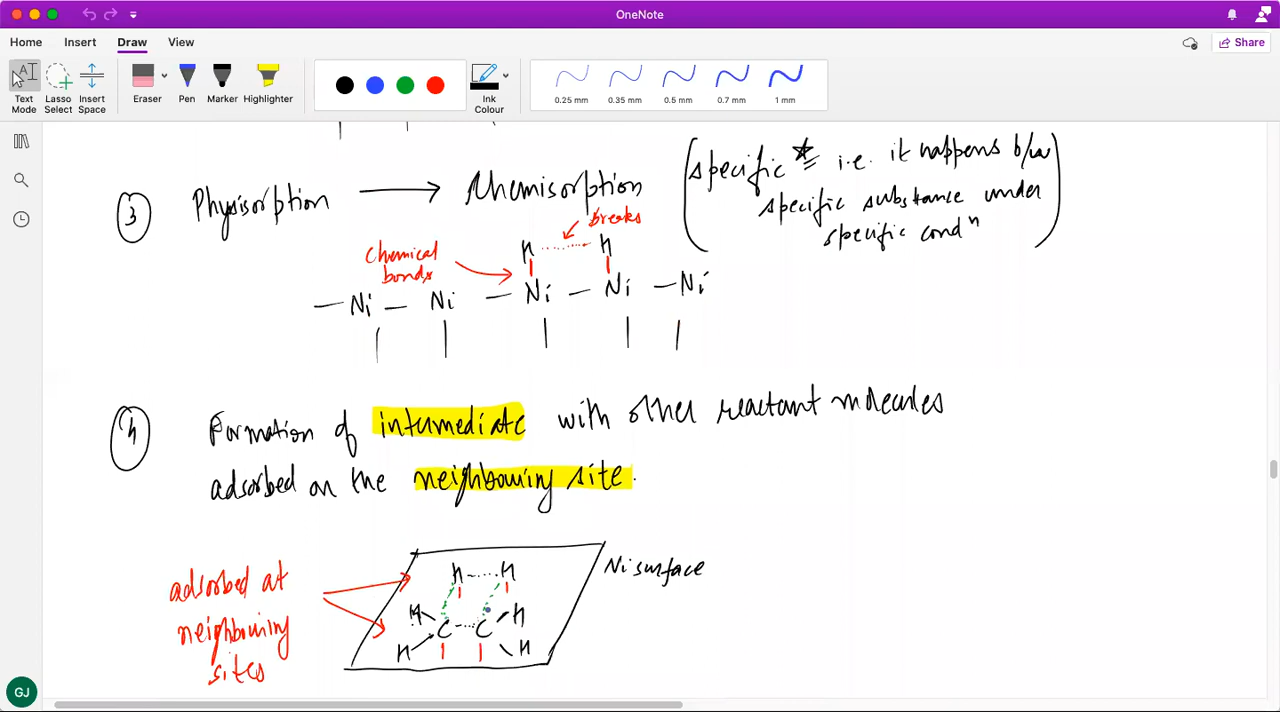 OneNote
Home Insert Draw View
Share
Text Mode
Lasso Select
Insert Space
Eraser
Pen
Marker
Highlighter
Ink Colour
0.25 mm 0.35 mm 0.5 mm 0.7 mm 1 mm
(specific * i.e. it happens b/w
specific substance under
specific condn)
③ Physisorption → Chemisorption
breaks
H ........ H
Chemical bonds
— Ni — Ni — Ni — Ni — Ni
④ Formation of intermediate with other reactant molecules
adsorbed on the neighbouring site.
Ni surface
adsorbed at
neighbouring
sites
H ..... H
H H
C ..... C
H H
GJ